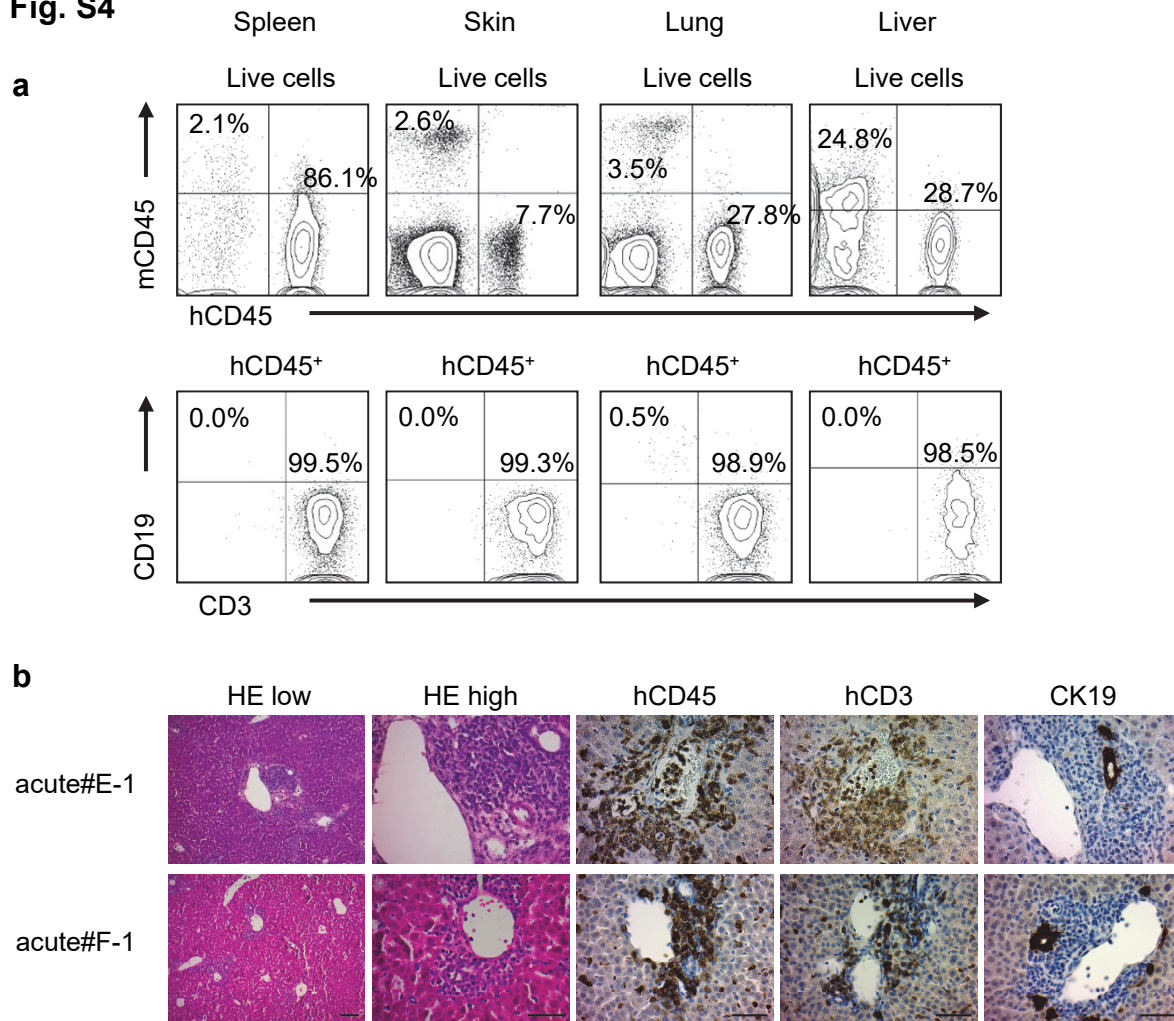 Fig. S4
Spleen Skin Lung Liver
a
Live cells Live cells Live cells Live cells
2.1% 2.6% 24.8%
3.5%
86.1% 28.7%
7.7% 27.8%
mCD45
hCD45
hCD45+ hCD45+ hCD45+ hCD45+
0.0% 0.0% 0.5% 0.0%
99.5% 99.3% 98.9% 98.5%
CD19
CD3
b
HE low HE high hCD45 hCD3 CK19
acute#E-1
acute#F-1